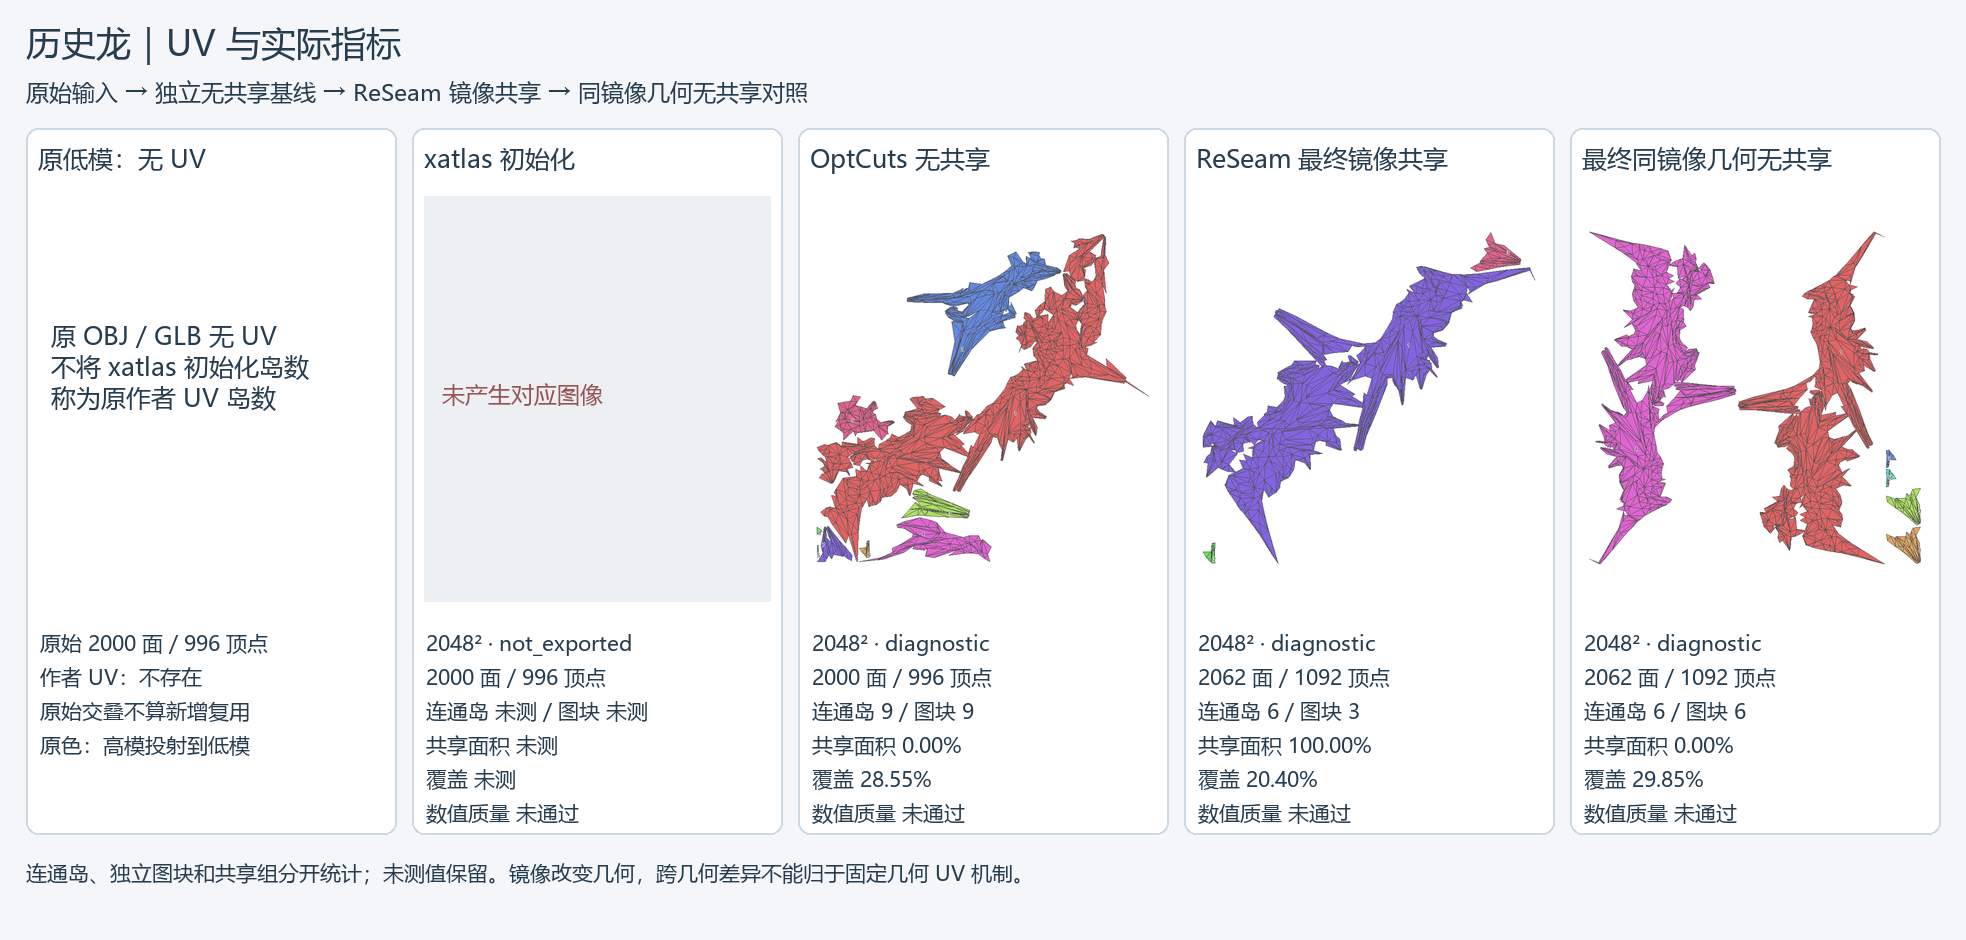 历史龙｜UV 与实际指标
原始输入 → 独立无共享基线 → ReSeam 镜像共享 → 同镜像几何无共享对照
原低模：无 UV
原 OBJ / GLB 无 UV
不将 xatlas 初始化岛数
称为原作者 UV 岛数
原始 2000 面 / 996 顶点
作者 UV：不存在
原始交叠不算新增复用
原色：高模投射到低模
xatlas 初始化
未产生对应图像
2048² · not_exported
2000 面 / 996 顶点
连通岛 未测 / 图块 未测
共享面积 未测
覆盖 未测
数值质量 未通过
OptCuts 无共享
2048² · diagnostic
2000 面 / 996 顶点
连通岛 9 / 图块 9
共享面积 0.00%
覆盖 28.55%
数值质量 未通过
ReSeam 最终镜像共享
2048² · diagnostic
2062 面 / 1092 顶点
连通岛 6 / 图块 3
共享面积 100.00%
覆盖 20.40%
数值质量 未通过
最终同镜像几何无共享
2048² · diagnostic
2062 面 / 1092 顶点
连通岛 6 / 图块 6
共享面积 0.00%
覆盖 29.85%
数值质量 未通过
连通岛、独立图块和共享组分开统计；未测值保留。镜像改变几何，跨几何差异不能归于固定几何 UV 机制。